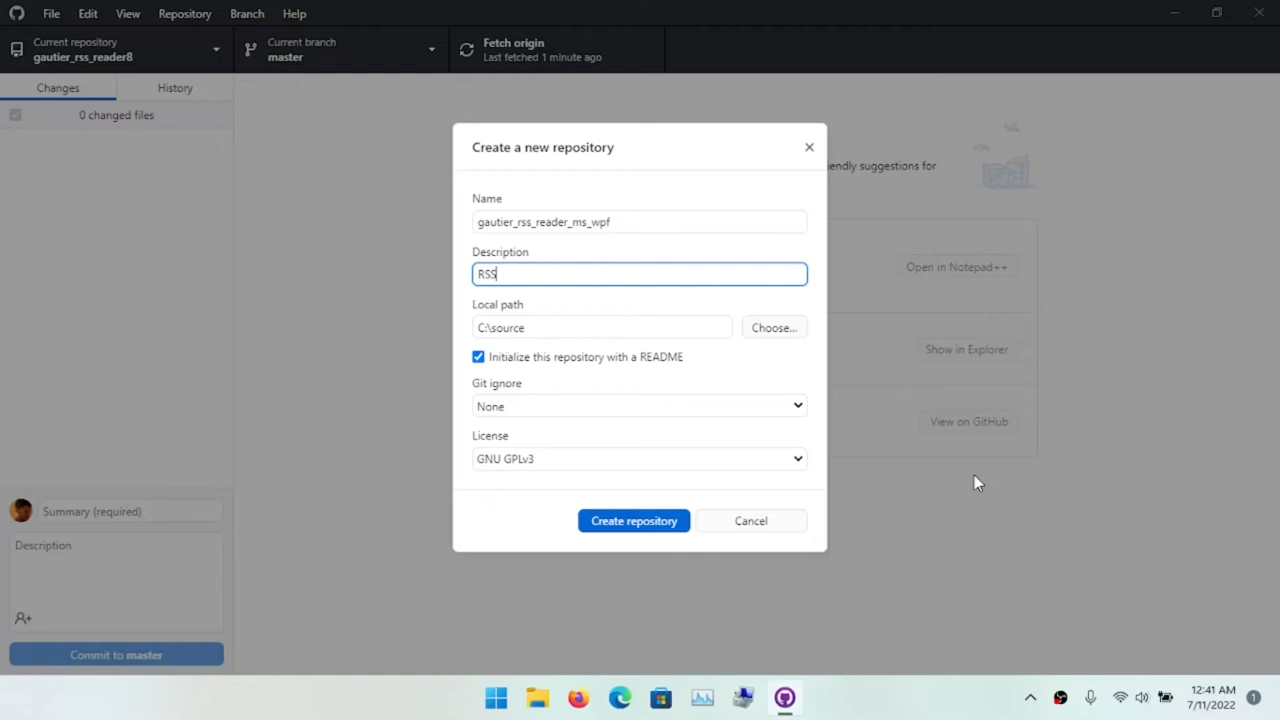 File Edit View Repository Branch Help
Current repository
gautier_rss_reader8
Current branch
master
Fetch origin
Last fetched 1 minute ago
Changes
History
0 changed files
Create a new repository
iendly suggestions for
Name
gautier_rss_reader_ms_wpf
Description
RSS
Open in Notepad++
Local path
C:\source
Choose...
Show in Explorer
Initialize this repository with a README
Git ignore
None
View on GitHub
License
GNU GPLv3
Summary (required)
Create repository
Cancel
Description
Commit to master
12:41 AM
7/11/2022
1